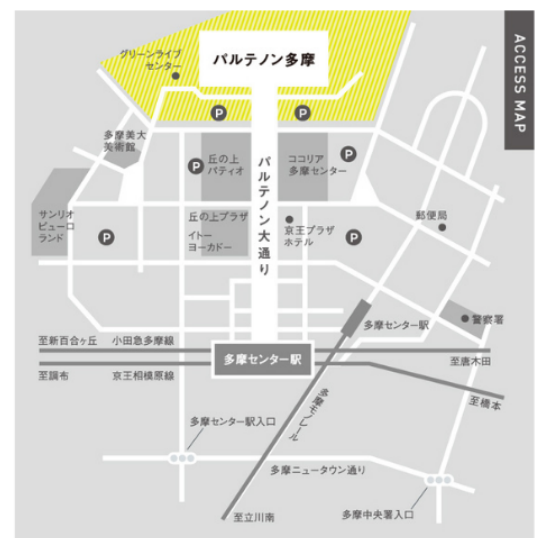 ACCESS MAP
グリーンライブ
センター
パルテノン多摩
P
P
多摩美大
美術館
P
丘の上
パティオ
ココリア
多摩センター
P
パルテノン大通り
サンリオ
ピューロ
ランド
P
丘の上プラザ
イトー
ヨーカドー
京王プラザ
ホテル
P
郵便局
多摩センター駅
警察署
至新百合ヶ丘
小田急多摩線
多摩センター駅
至唐木田
至調布
京王相模原線
至橋本
多摩モノレール
多摩センター駅入口
多摩ニュータウン通り
至立川南
多摩中央署入口